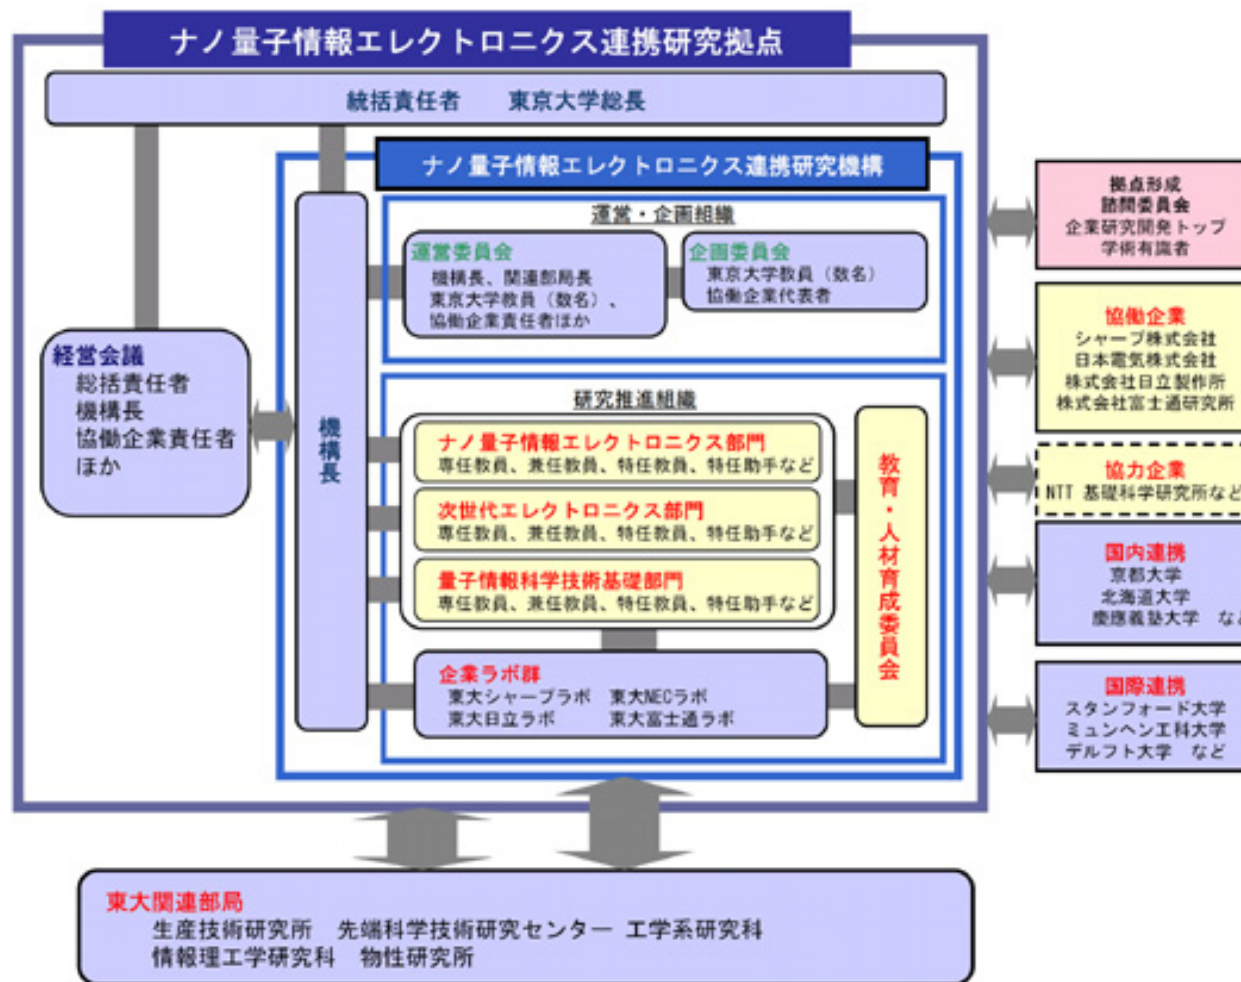 ナノ量子情報エレクトロニクス連携研究拠点
統括責任者　　東京大学総長
ナノ量子情報エレクトロニクス連携研究機構
運営・企画組織
運営委員会
機構長、関連部局長
東京大学教員（数名）、
協働企業責任者ほか
企画委員会
東京大学教員（数名）
協働企業代表者
経営会議
総括責任者
機構長
協働企業責任者
ほか
機構長
研究推進組織
ナノ量子情報エレクトロニクス部門
専任教員、兼任教員、特任教員、特任助手など
次世代エレクトロニクス部門
専任教員、兼任教員、特任教員、特任助手など
量子情報科学技術基礎部門
専任教員、兼任教員、特任教員、特任助手など
企業ラボ群
東大シャープラボ　東大NECラボ
東大日立ラボ　東大富士通ラボ
教育・人材育成委員会
拠点形成
諮問委員会
企業研究開発トップ
学術有識者
協働企業
シャープ株式会社
日本電気株式会社
株式会社日立製作所
株式会社富士通研究所
協力企業
NTT 基礎科学研究所など
国内連携
京都大学
北海道大学
慶應義塾大学　など
国際連携
スタンフォード大学
ミュンヘン工科大学
デルフト大学　など
東大関連部局
生産技術研究所　先端科学技術研究センター　工学系研究科
情報理工学研究科　物性研究所